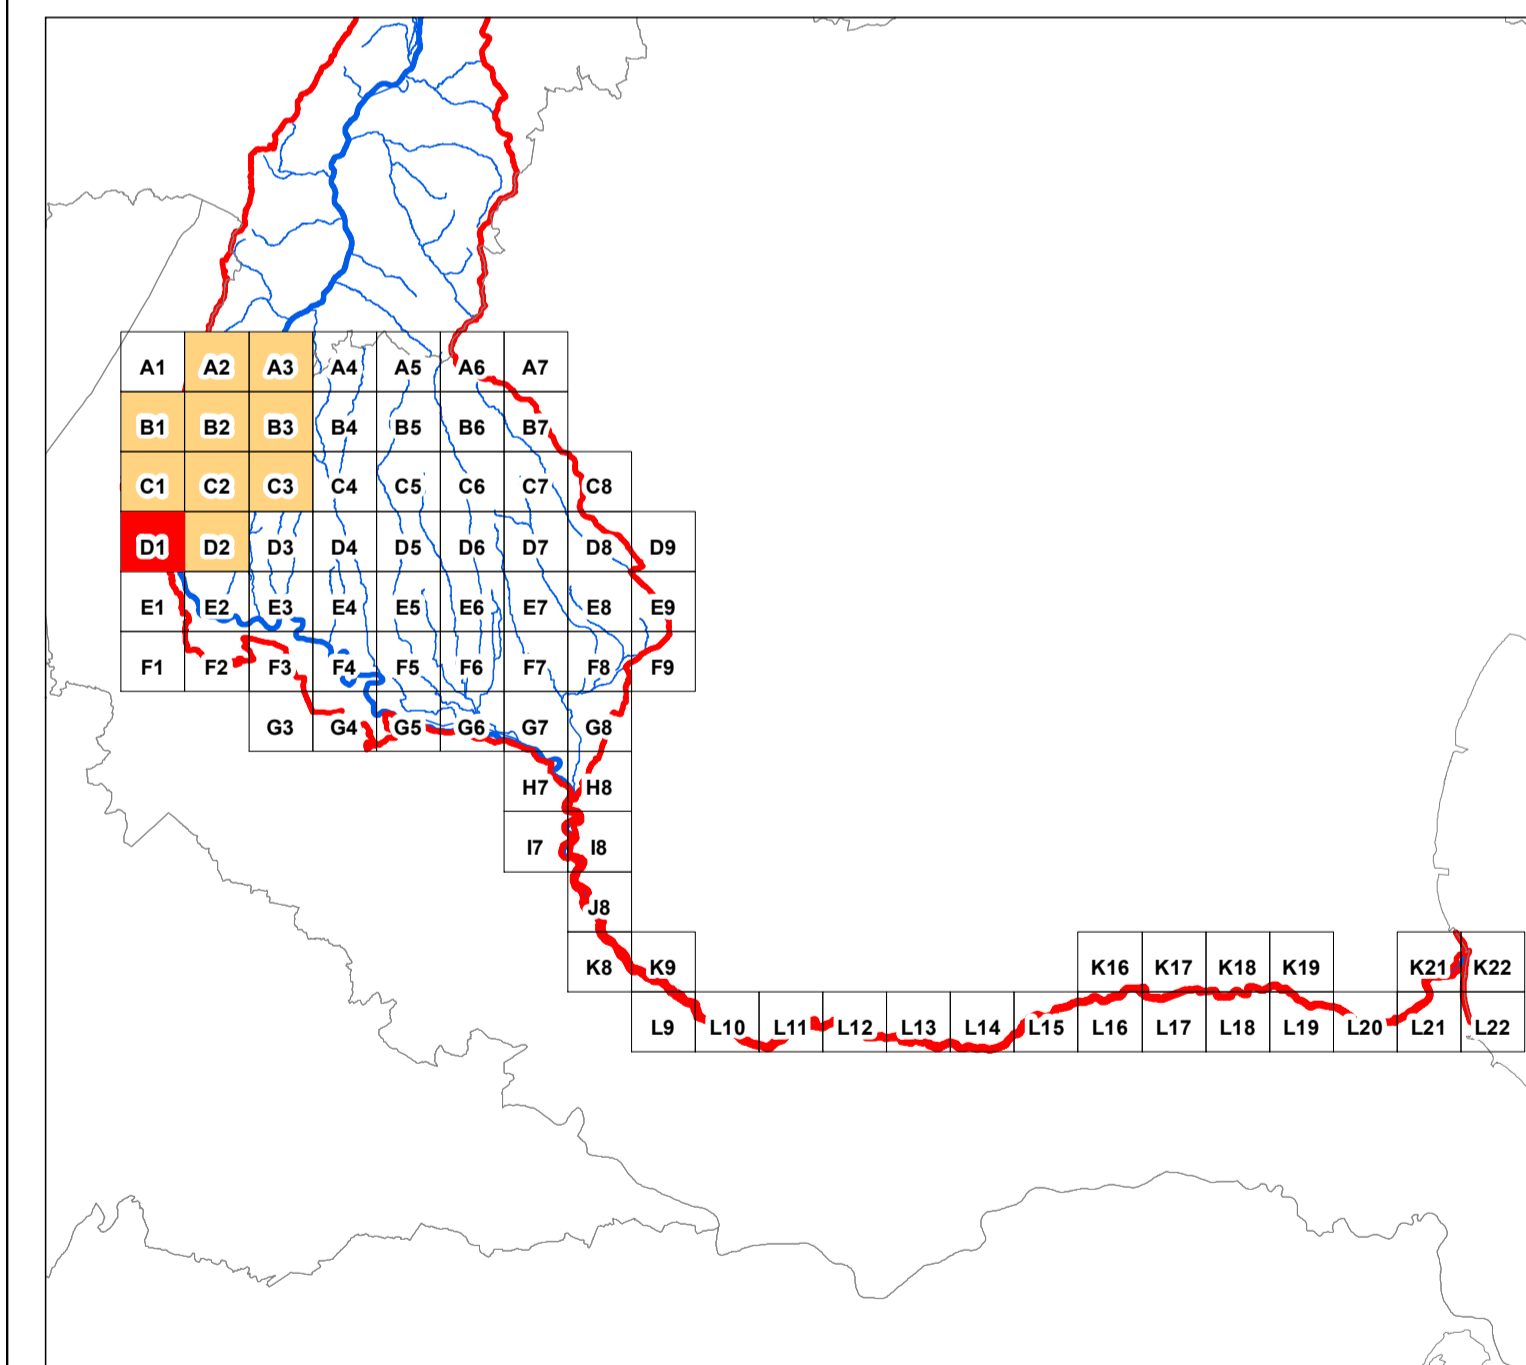 A1 A2 A3 A4 A5 A6 A7
B1 B2 B3 B4 B5 B6 B7
C1 C2 C3 C4 C5 C6 C7 C8
D1 D2 D3 D4 D5 D6 D7 D8 D9
E1 E2 E3 E4 E5 E6 E7 E8 E9
F1 F2 F3 F4 F5 F6 F7 F8 F9
G3 G4 G5 G6 G7 G8
H7 H8
I7 I8
J8
K8 K9 K16 K17 K18 K19 K21 K22
L9 L10 L11 L12 L13 L14 L15 L16 L17 L18 L19 L20 L21 L22